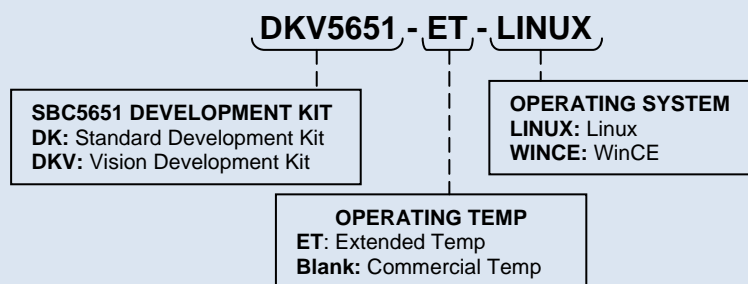 DKV5651 - ET - LINUX
SBC5651 DEVELOPMENT KIT
DK: Standard Development Kit
DKV: Vision Development Kit
OPERATING SYSTEM
LINUX: Linux
WINCE: WinCE
OPERATING TEMP
ET: Extended Temp
Blank: Commercial Temp